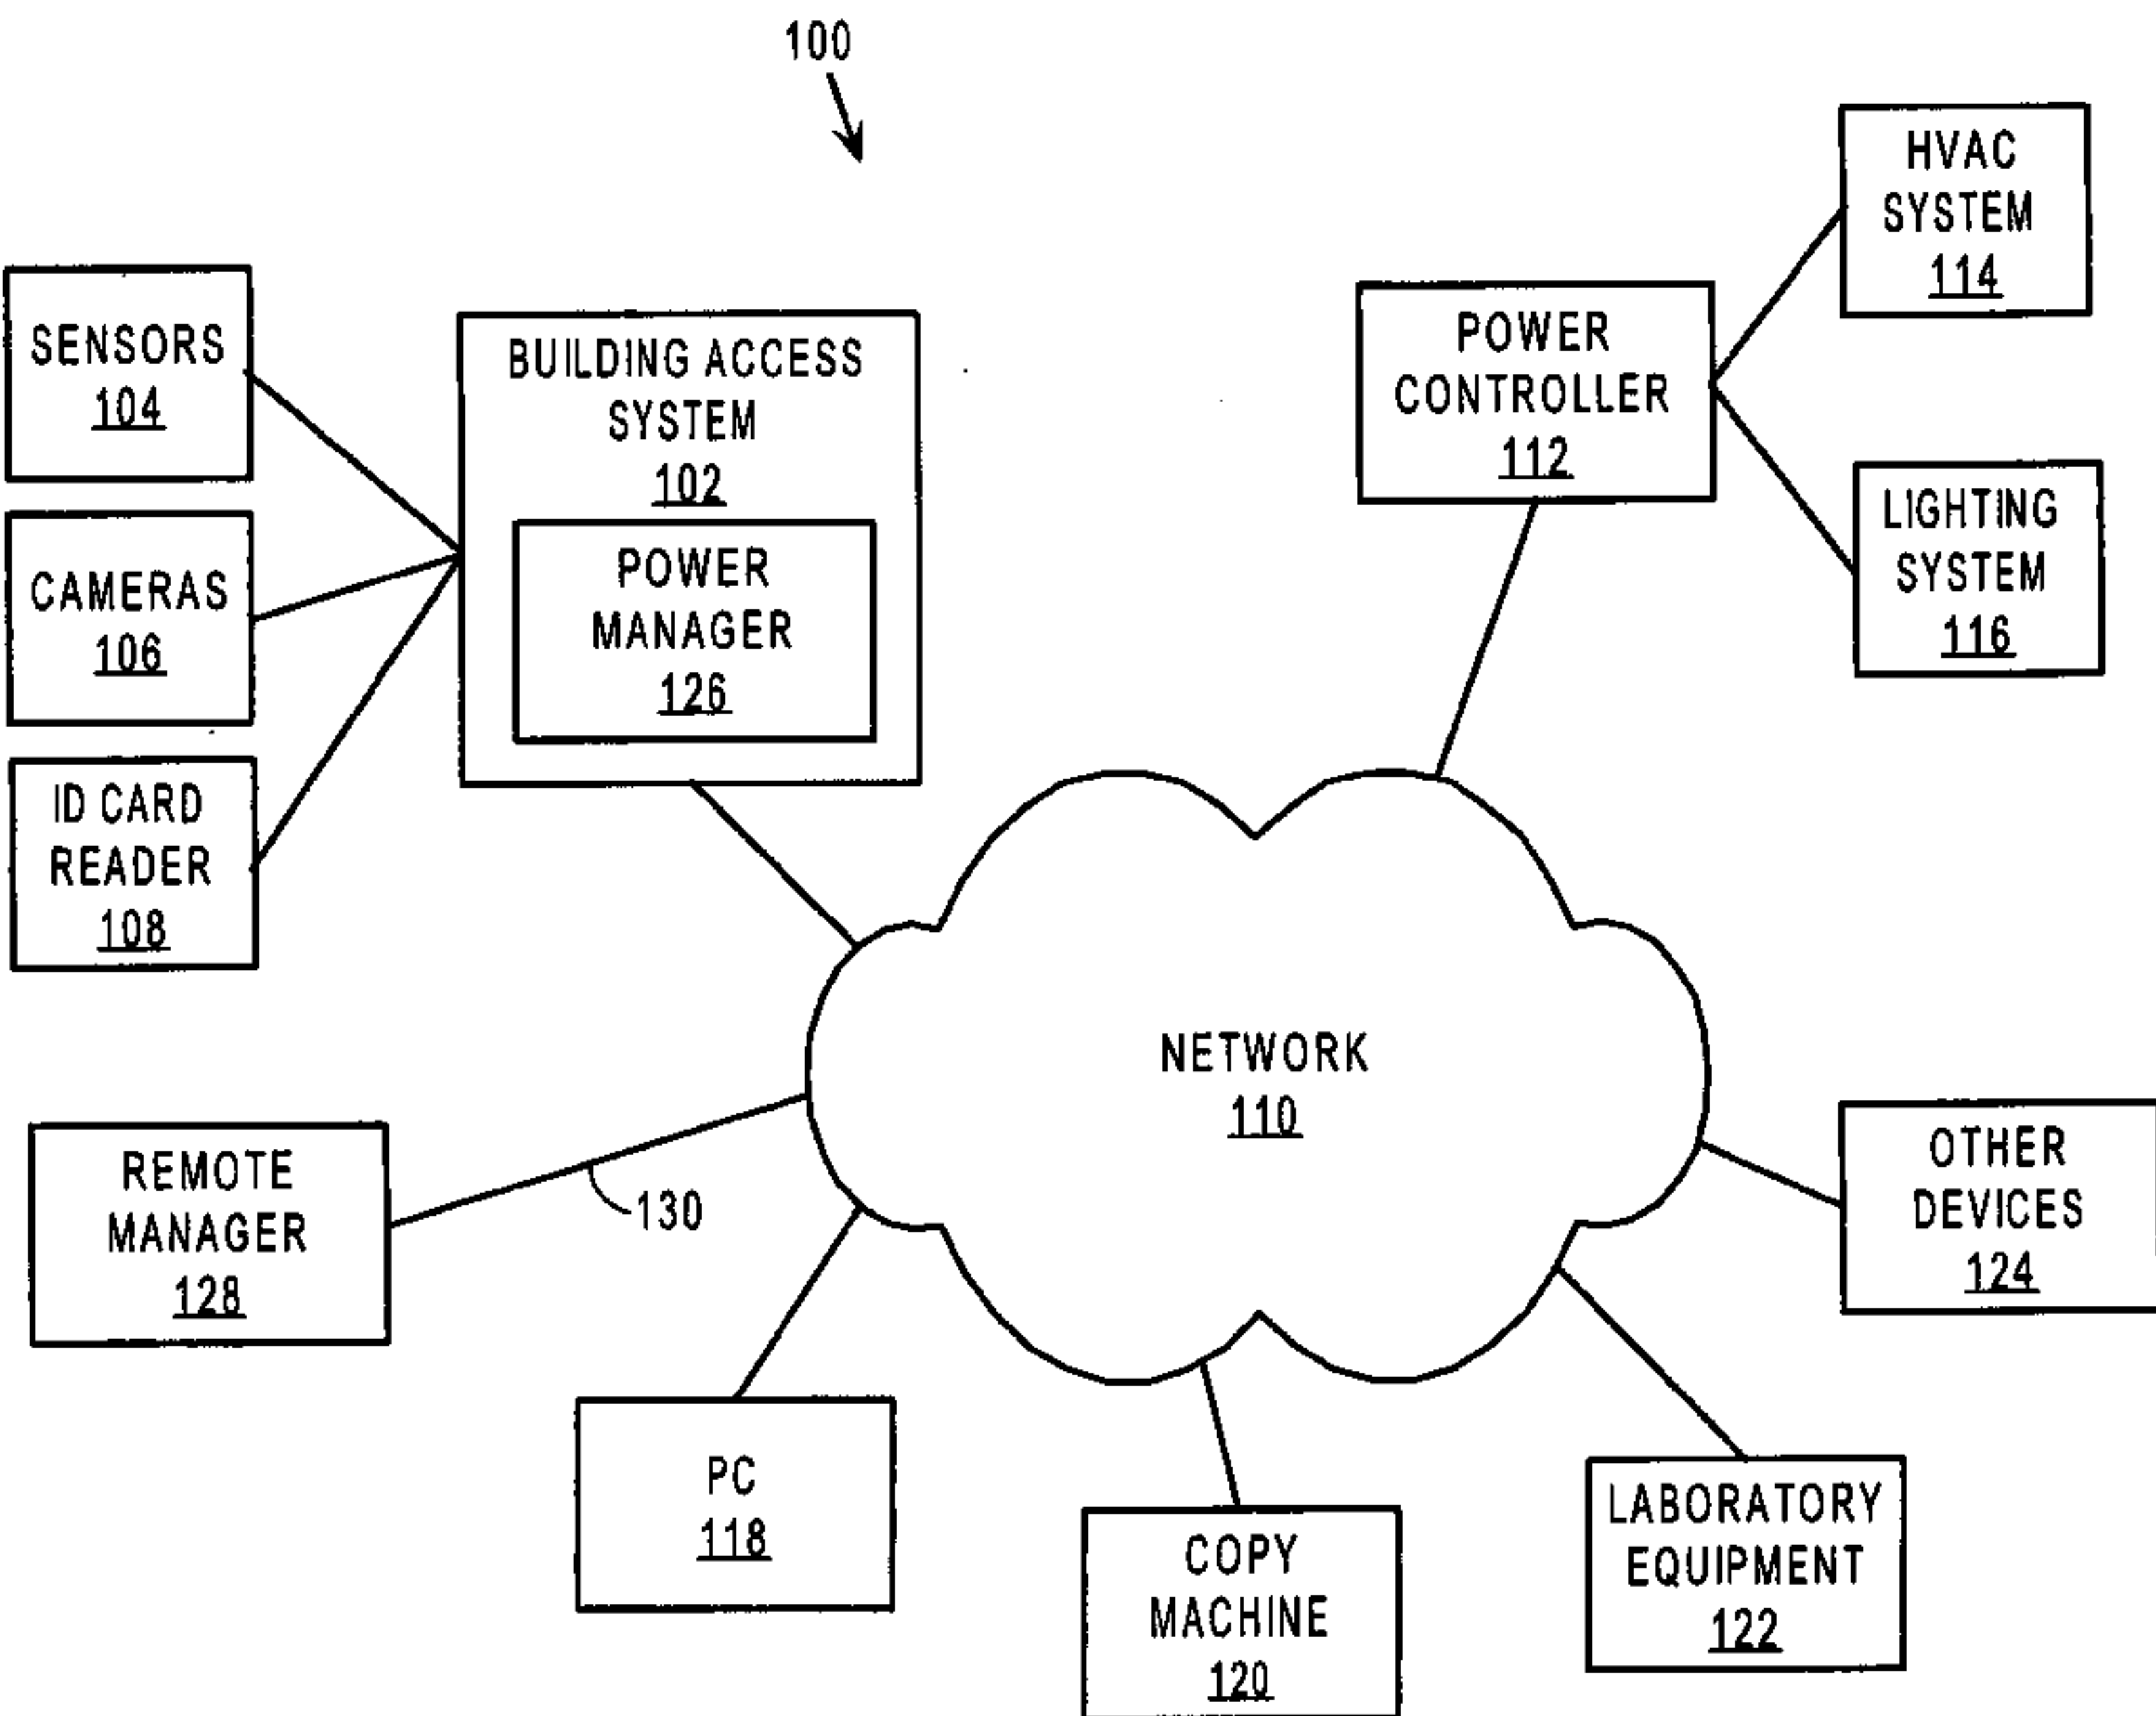 100
HVAC
SYSTEM
114
SENSORS
104
BUILDING ACCESS
SYSTEM
102
POWER
CONTROLLER
112
LIGHTING
SYSTEM
116
CAMERAS
106
POWER
MANAGER
126
ID CARD
READER
108
NETWORK
110
REMOTE
MANAGER
128
130
OTHER
DEVICES
124
PC
118
COPY
MACHINE
120
LABORATORY
EQUIPMENT
122